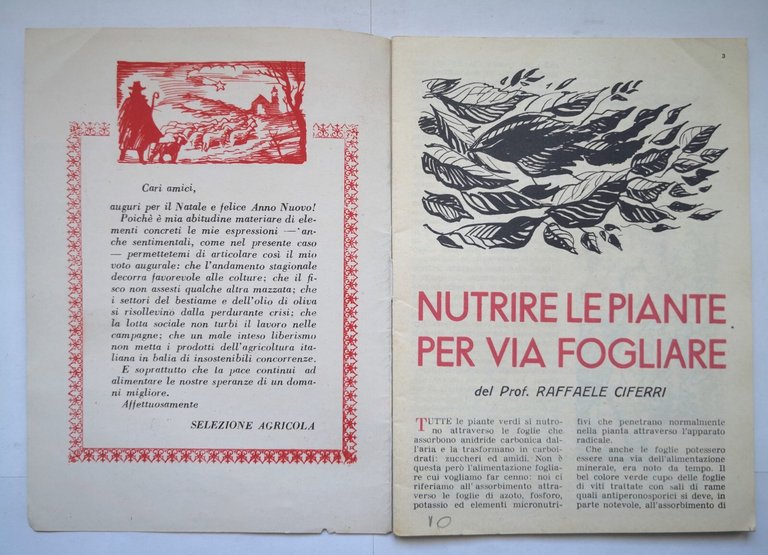 Cari amici,
auguri per il Natale e felice Anno Nuovo!
Poichè è mia abitudine materiare di ele-
menti concreti le mie espressioni — an-
che sentimentali, come nel presente caso
— permettetemi di articolare così il mio
voto augurale: che l'andamento stagionale
decorra favorevole alle colture; che il fi-
sco non assesti qualche altra mazzata; che
i settori del bestiame e dell'olio di oliva
si risollevino dalla perdurante crisi; che
la lotta sociale non turbi il lavoro nelle
campagne; che un male inteso liberismo
non metta i prodotti dell'agricoltura ita-
liana in balia di insostenibili concorrenze.
E soprattutto che la pace continui ad
alimentare le nostre speranze di un doma-
ni migliore.
Affettuosamente
SELEZIONE AGRICOLA
3
NUTRIRE LE PIANTE
PER VIA FOGLIARE
del Prof. RAFFAELE CIFERRI
TUTTE le piante verdi si nutro-
no attraverso le foglie che
assorbono amidride carbonica dal-
l'aria e la trasformano in carboi-
drati: zuccheri ed amidi. Non è
questa però l'alimentazione foglia-
re cui vogliamo far cenno: noi ci
riferiamo all'assorbimento attra-
verso le foglie di azoto, fosforo,
potassio ed elementi micronutri-
tivi che penetrano normalmente
nella pianta attraverso l'apparato
radicale.
Che anche le foglie potessero
essere una via dell'alimentazione
minerale, era noto da tempo. Il
bel colore verde cupo delle foglie
di viti trattate con sali di rame
quali antiperonosporici si deve, in
parte notevole, all'assorbimento di